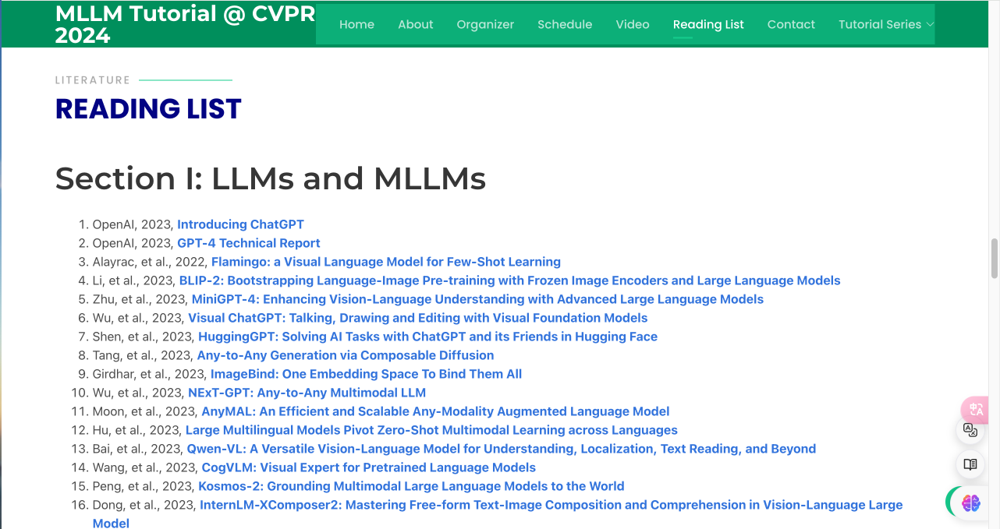 MLLM Tutorial @ CVPR
2024
Home About Organizer Schedule Video Reading List Contact Tutorial Series
LITERATURE
READING LIST
Section I: LLMs and MLLMs
1. OpenAI, 2023, Introducing ChatGPT
2. OpenAI, 2023, GPT-4 Technical Report
3. Alayrac, et al., 2022, Flamingo: a Visual Language Model for Few-Shot Learning
4. Li, et al., 2023, BLIP-2: Bootstrapping Language-Image Pre-training with Frozen Image Encoders and Large Language Models
5. Zhu, et al., 2023, MiniGPT-4: Enhancing Vision-Language Understanding with Advanced Large Language Models
6. Wu, et al., 2023, Visual ChatGPT: Talking, Drawing and Editing with Visual Foundation Models
7. Shen, et al., 2023, HuggingGPT: Solving AI Tasks with ChatGPT and its Friends in Hugging Face
8. Tang, et al., 2023, Any-to-Any Generation via Composable Diffusion
9. Girdhar, et al., 2023, ImageBind: One Embedding Space To Bind Them All
10. Wu, et al., 2023, NExT-GPT: Any-to-Any Multimodal LLM
11. Moon, et al., 2023, AnyMAL: An Efficient and Scalable Any-Modality Augmented Language Model
12. Hu, et al., 2023, Large Multilingual Models Pivot Zero-Shot Multimodal Learning across Languages
13. Bai, et al., 2023, Qwen-VL: A Versatile Vision-Language Model for Understanding, Localization, Text Reading, and Beyond
14. Wang, et al., 2023, CogVLM: Visual Expert for Pretrained Language Models
15. Peng, et al., 2023, Kosmos-2: Grounding Multimodal Large Language Models to the World
16. Dong, et al., 2023, InternLM-XComposer2: Mastering Free-form Text-Image Composition and Comprehension in Vision-Language Large
Model